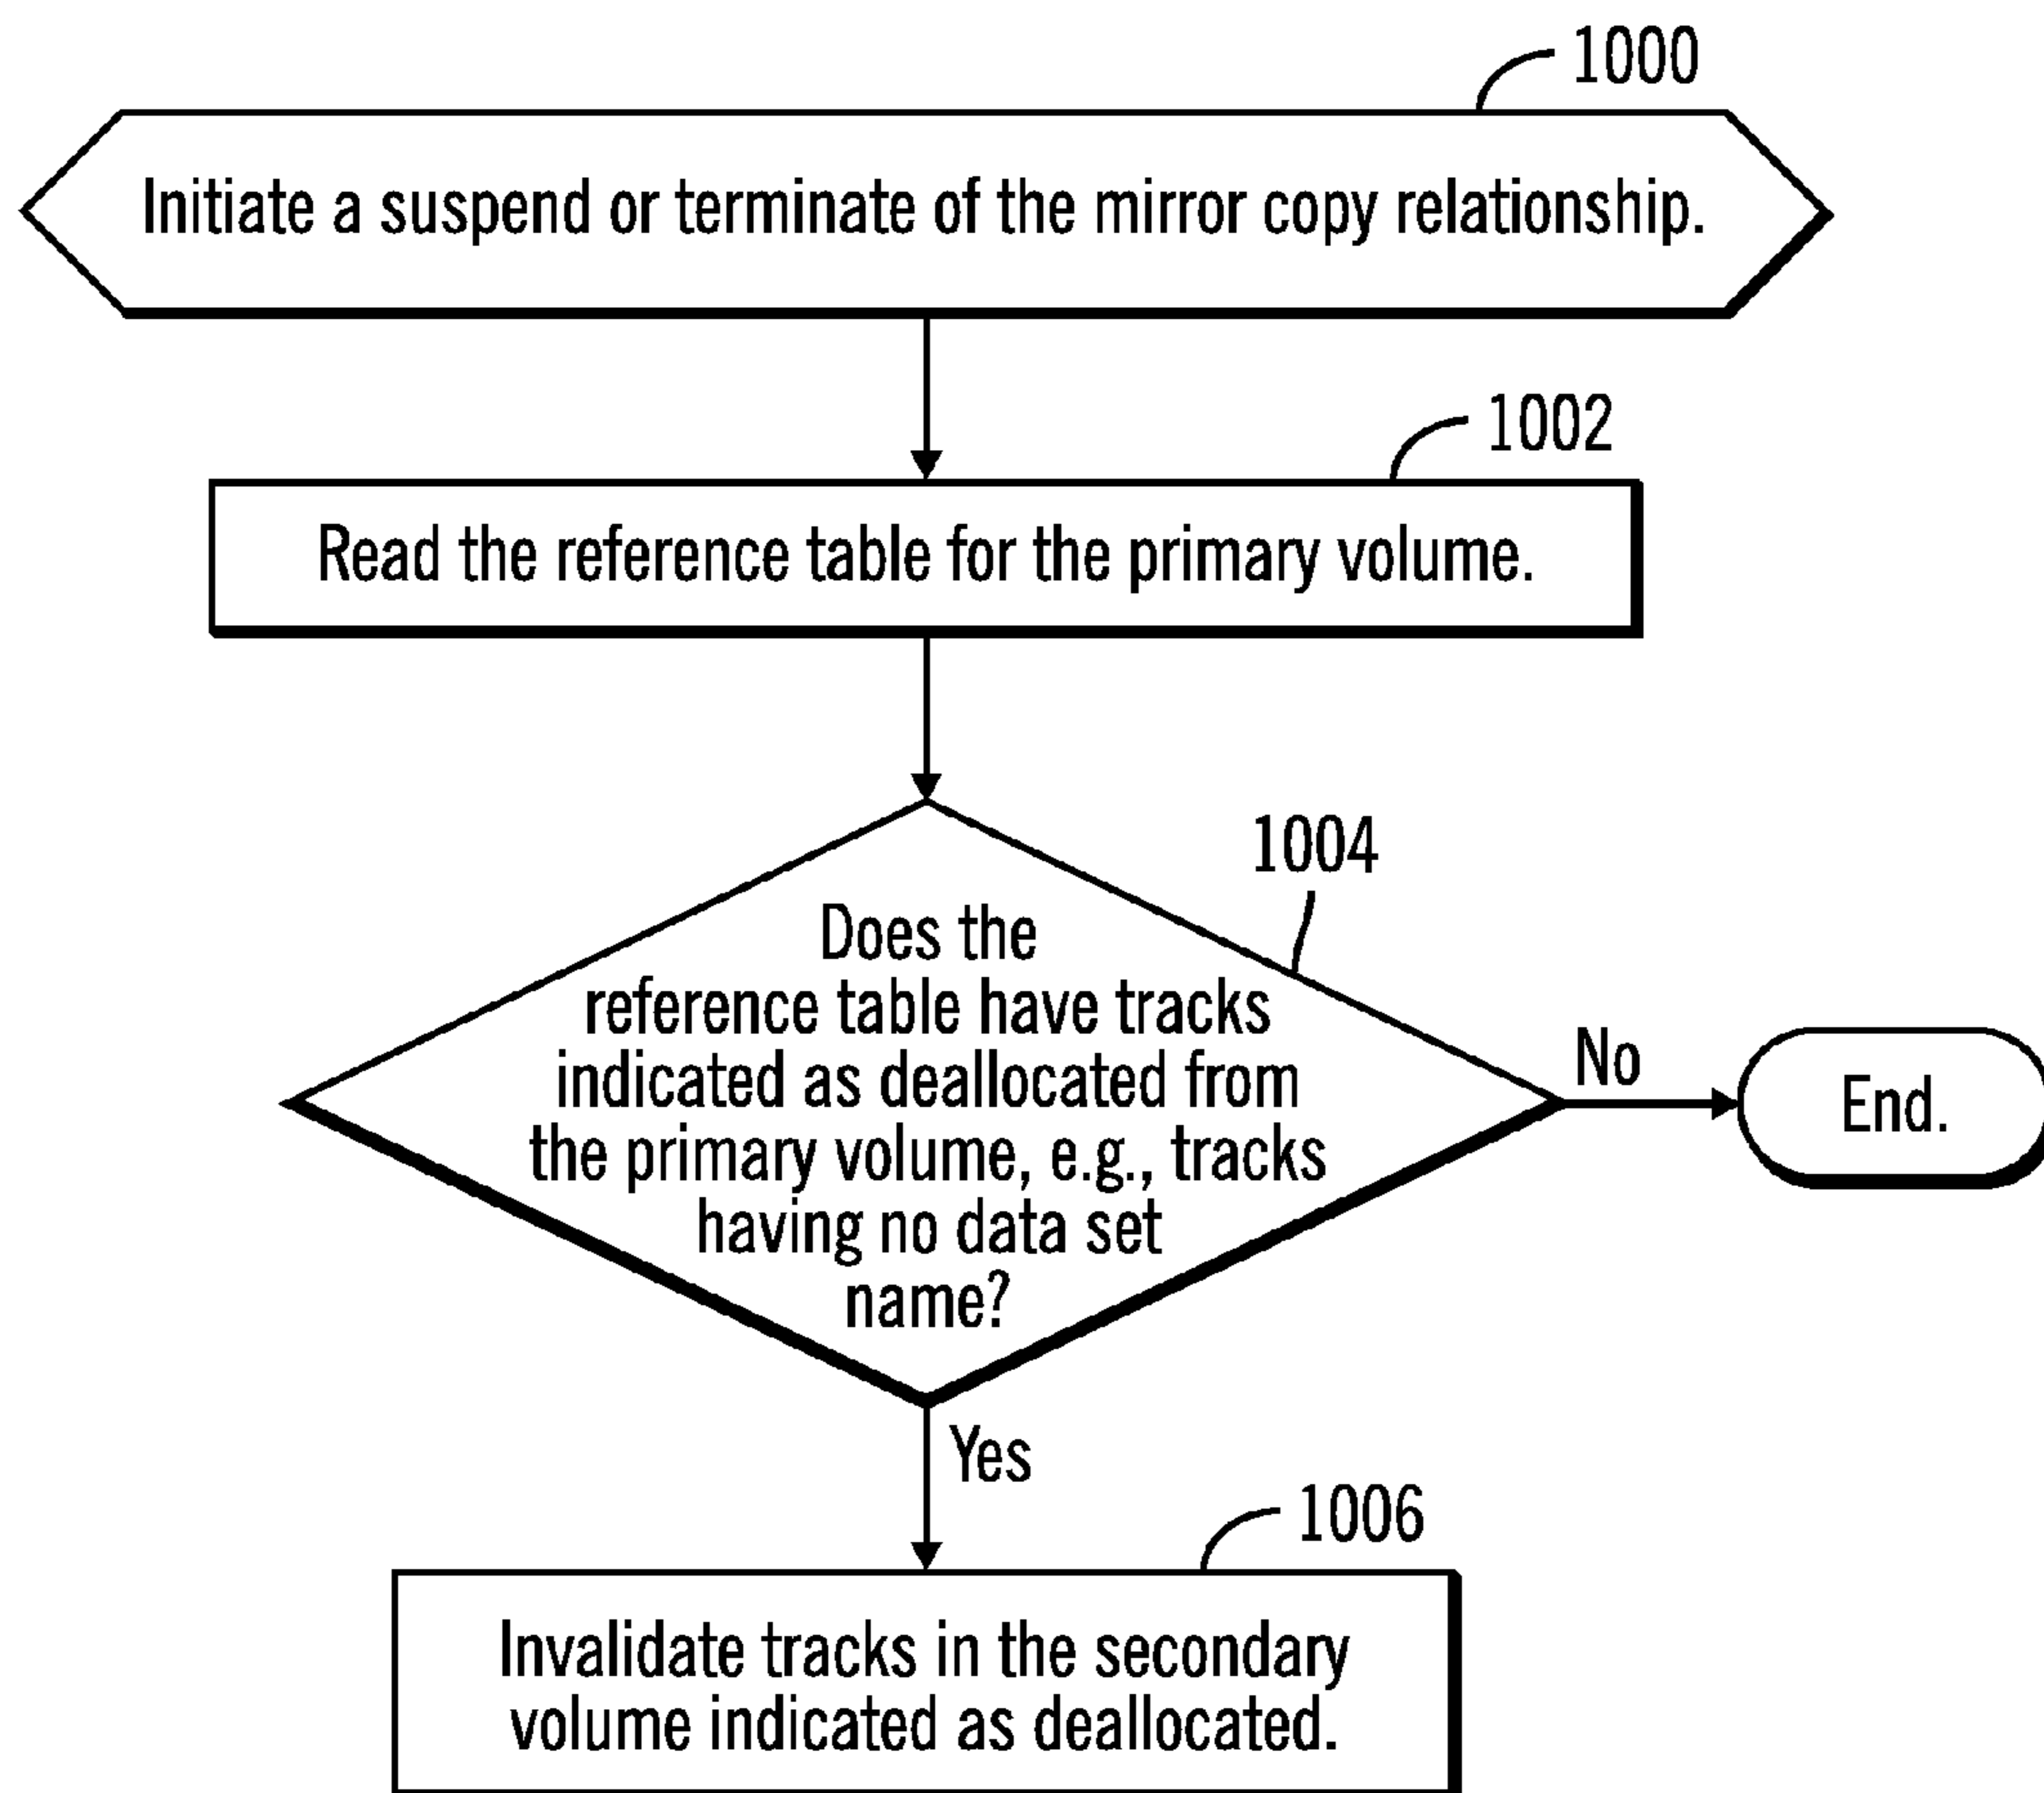 1000
Initiate a suspend or terminate of the mirror copy relationship.
1002
Read the reference table for the primary volume.
1004
Does the
reference table have tracks
indicated as deallocated from
the primary volume, e.g., tracks
having no data set
name?
No
End.
Yes
1006
Invalidate tracks in the secondary
volume indicated as deallocated.